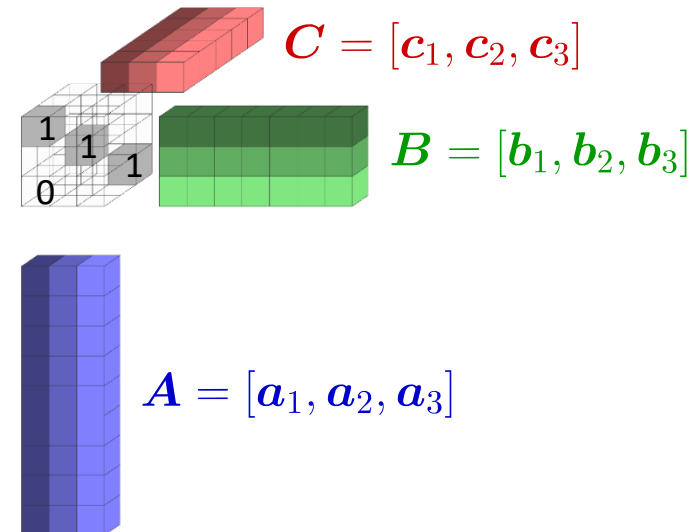 C = [c₁, c₂, c₃]
1
1
1
0
B = [b₁, b₂, b₃]
A = [a₁, a₂, a₃]